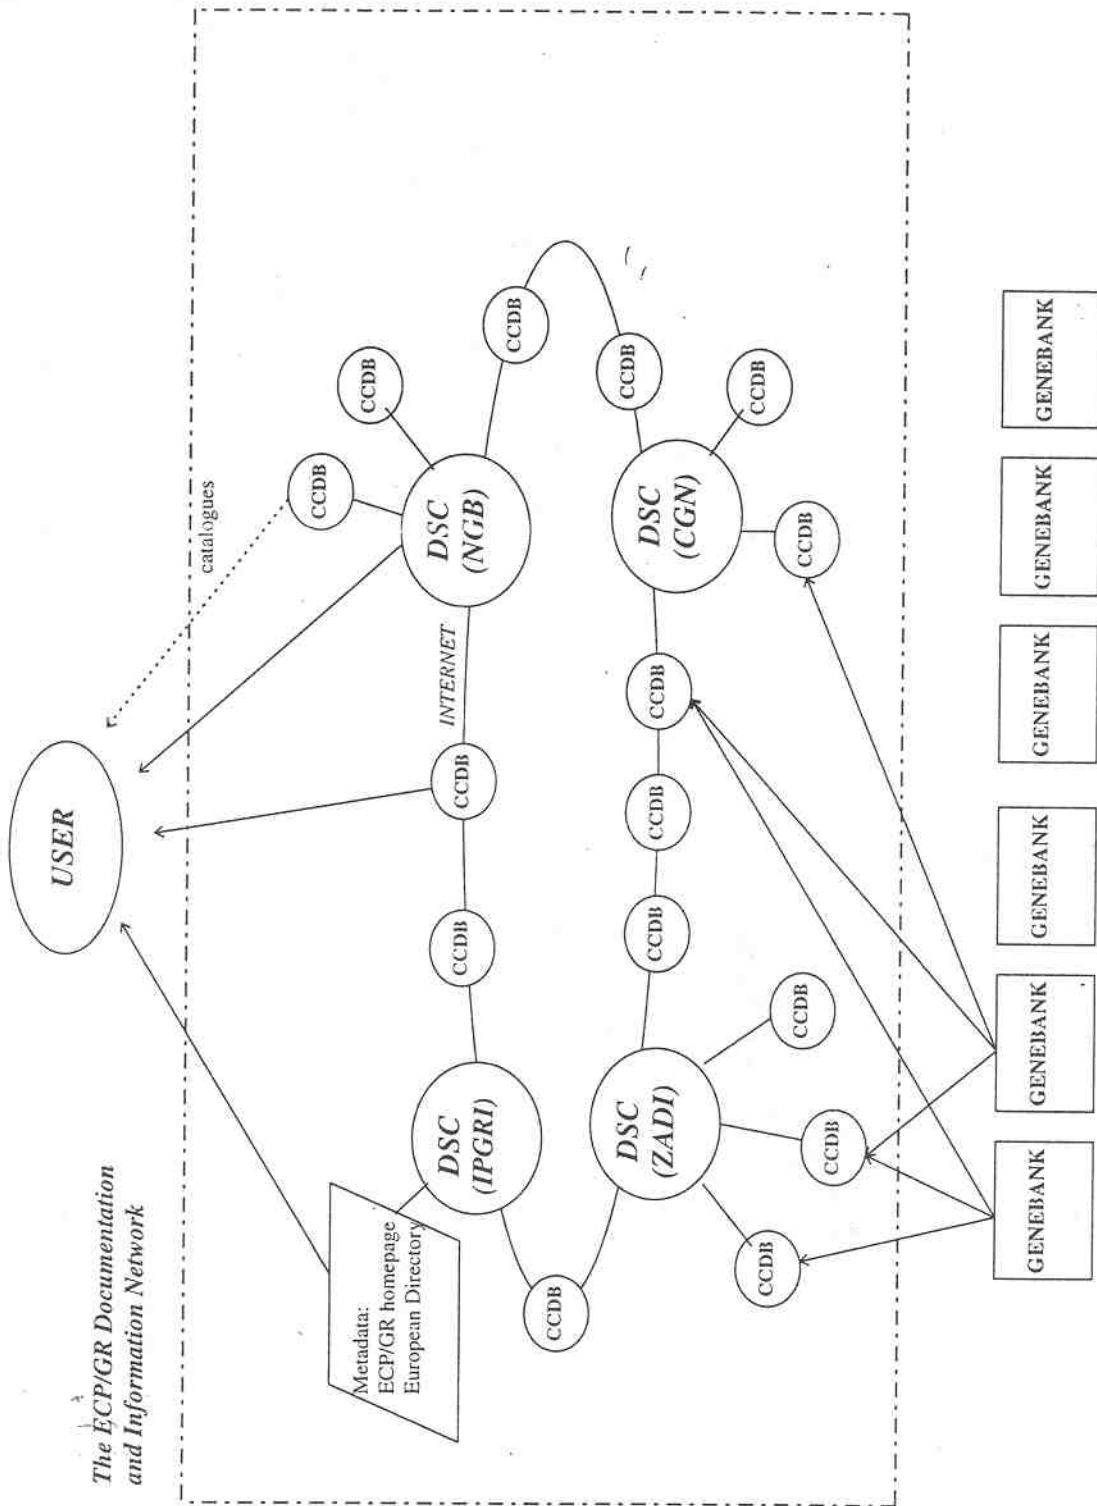 The ECP/GR Documentation
and Information Network
USER
catalogues
Metadata:
ECP/GR homepage
European Directory
DSC
(IPGRI)
CCDB
CCDB
INTERNET
DSC
(NGB)
CCDB
CCDB
CCDB
CCDB
DSC
(ZADI)
CCDB
CCDB
CCDB
DSC
(CGN)
CCDB
CCDB
CCDB
CCDB
CCDB
CCDB
GENEBANK
GENEBANK
GENEBANK
GENEBANK
GENEBANK
GENEBANK